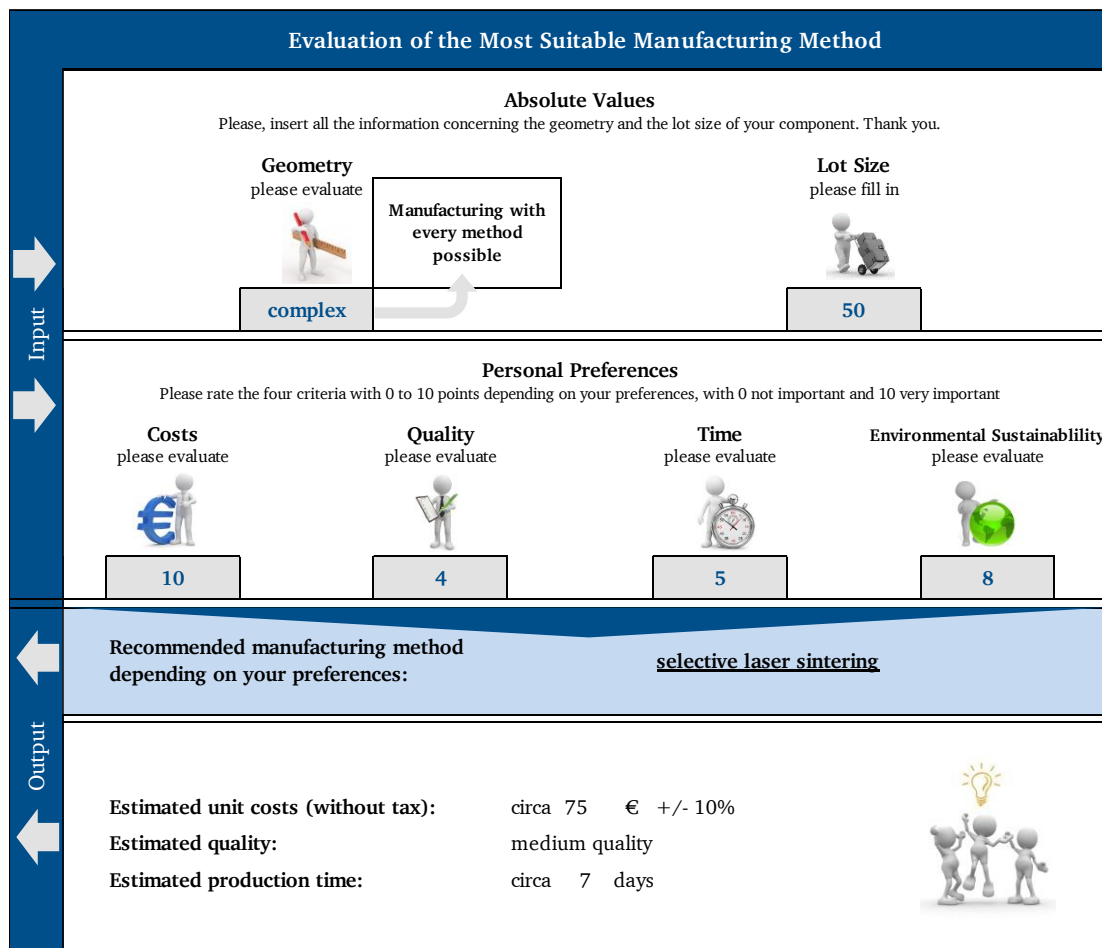 Evaluation of the Most Suitable Manufacturing Method
Absolute Values
Please, insert all the information concerning the geometry and the lot size of your component. Thank you.
Geometry
please evaluate
Manufacturing with
every method
possible
complex
Lot Size
please fill in
50
Input
Personal Preferences
Please rate the four criteria with 0 to 10 points depending on your preferences, with 0 not important and 10 very important
Costs
please evaluate
10
Quality
please evaluate
4
Time
please evaluate
5
Environmental Sustainablility
please evaluate
8
Output
Recommended manufacturing method
depending on your preferences:
selective laser sintering
Estimated unit costs (without tax): circa 75 € +/- 10%
Estimated quality: medium quality
Estimated production time: circa 7 days